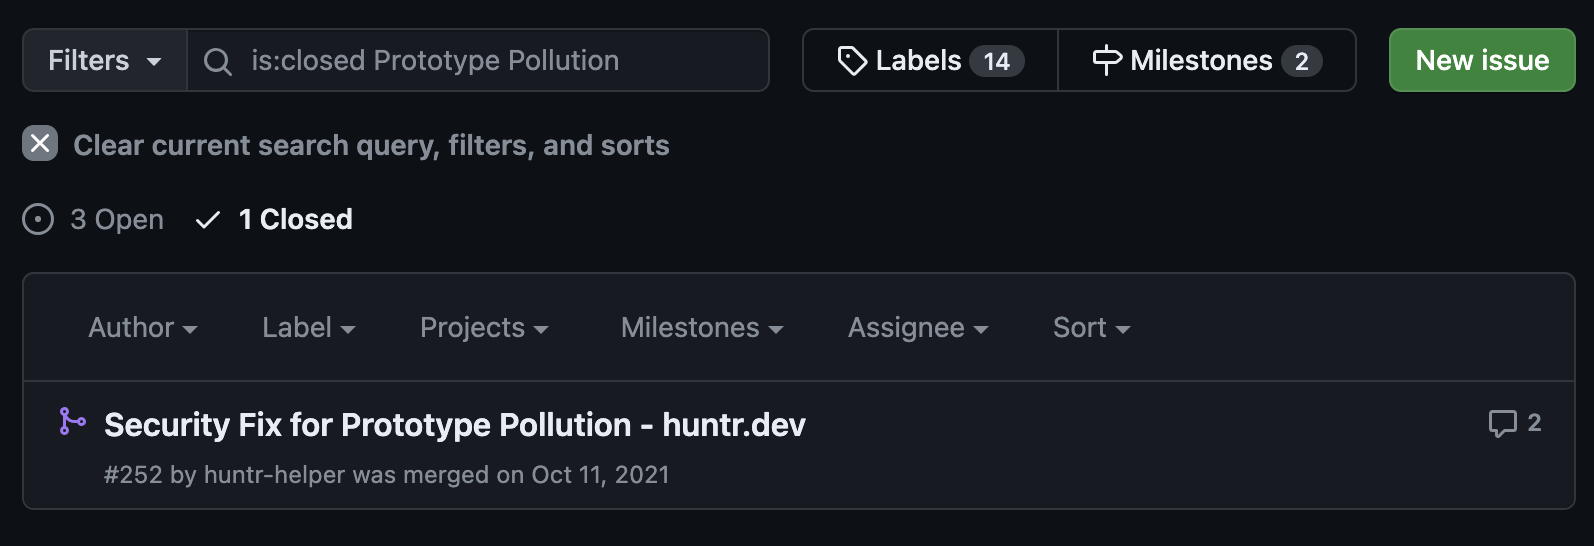 Filters is:closed Prototype Pollution Labels 14 Milestones 2 New issue
Clear current search query, filters, and sorts
3 Open 1 Closed
Author Label Projects Milestones Assignee Sort
Security Fix for Prototype Pollution - huntr.dev 2
#252 by huntr-helper was merged on Oct 11, 2021